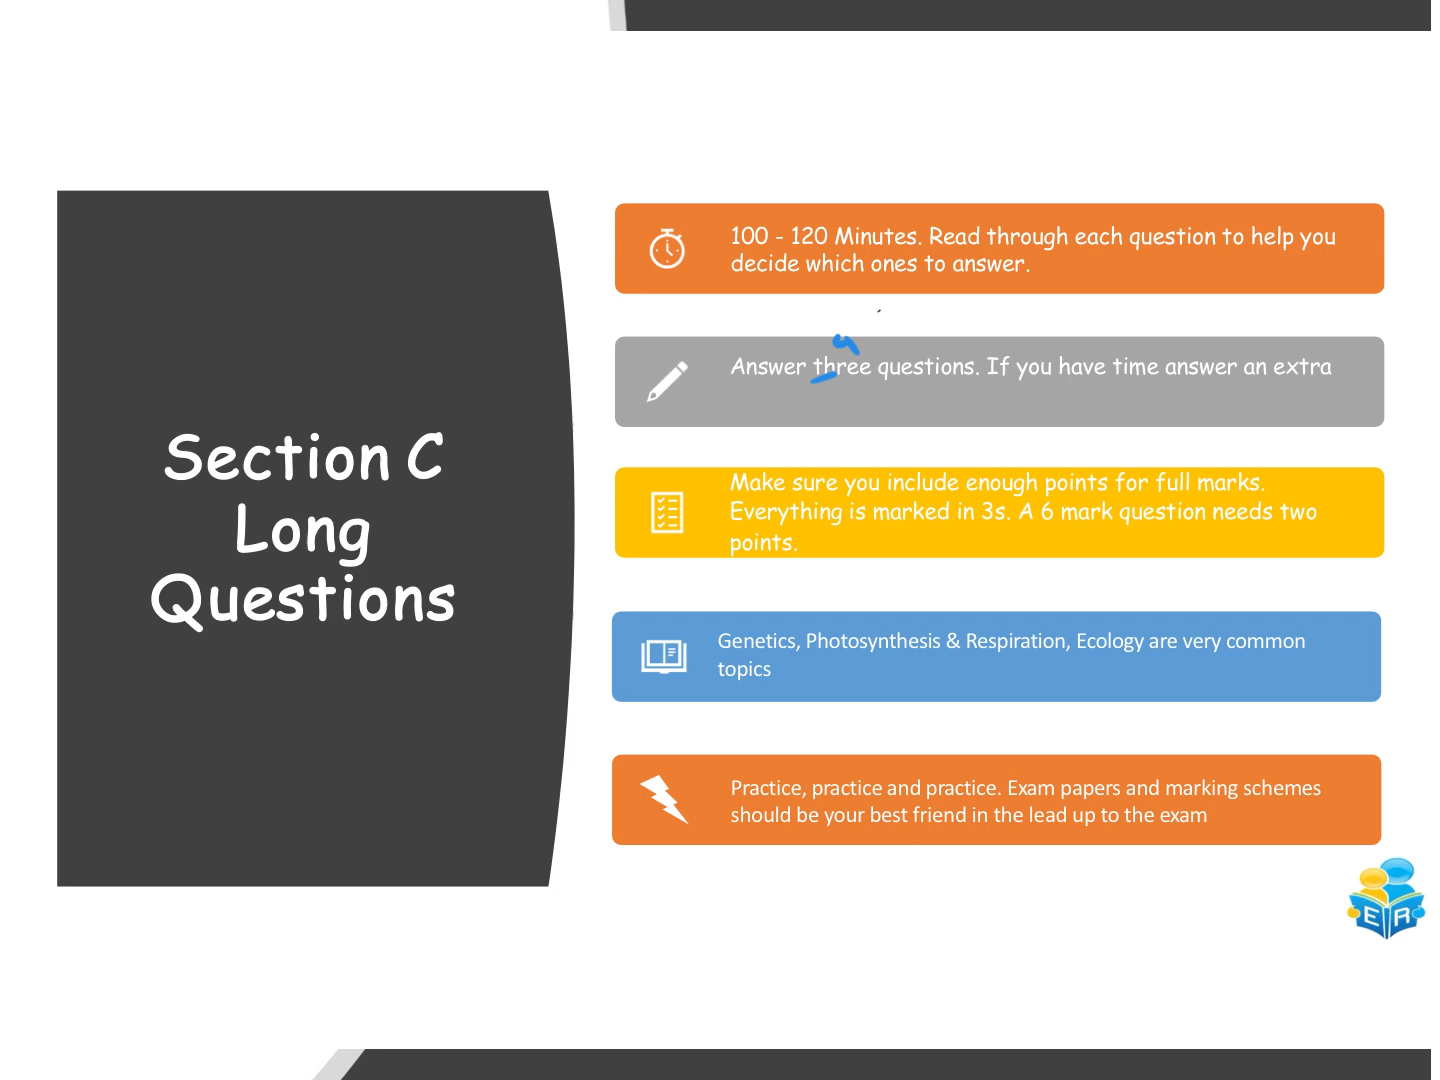 Section C
Long
Questions
100 - 120 Minutes. Read through each question to help you
decide which ones to answer.
Answer three questions. If you have time answer an extra
Make sure you include enough points for full marks.
Everything is marked in 3s. A 6 mark question needs two
points.
Genetics, Photosynthesis & Respiration, Ecology are very common
topics
Practice, practice and practice. Exam papers and marking schemes
should be your best friend in the lead up to the exam
E R